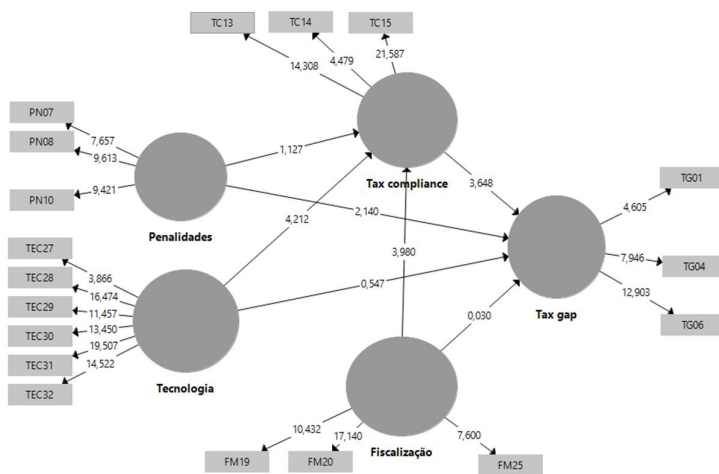 TC13
TC14
TC15
14,308
4,479
21,587
PN07
PN08
PN10
7,657
9,613
9,421
Penalidades
1,127
Tax compliance
4,212
2,140
3,648
3,980
0,547
0,030
TG01
TG04
TG06
4,605
7,946
12,903
Tax gap
TEC27
TEC28
TEC29
TEC30
TEC31
TEC32
3,866
16,474
11,457
13,450
19,507
14,522
Tecnologia
Fiscalização
10,432
17,140
7,600
FM19
FM20
FM25